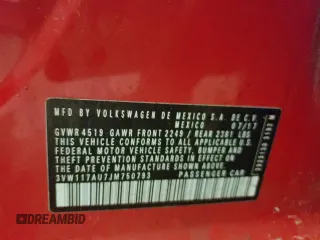 MFD BY VOLKSWAGEN DE MEXICO S.A. DE C.V.
MEXICO 07/17
GVWR 4519 GAWR FRONT 2249 / REAR 2381 LBS
THIS VEHICLE CONFORMS TO ALL APPLICABLE U.S.
FEDERAL MOTOR VEHICLE SAFETY, BUMPER, AND
THEFT PREVENTION STANDARDS IN EFFECT ON THE
DATE OF MANUFACTURE SHOWN ABOVE.
3VW117AU7JM750793 PASSENGER CAR
DREAMBID